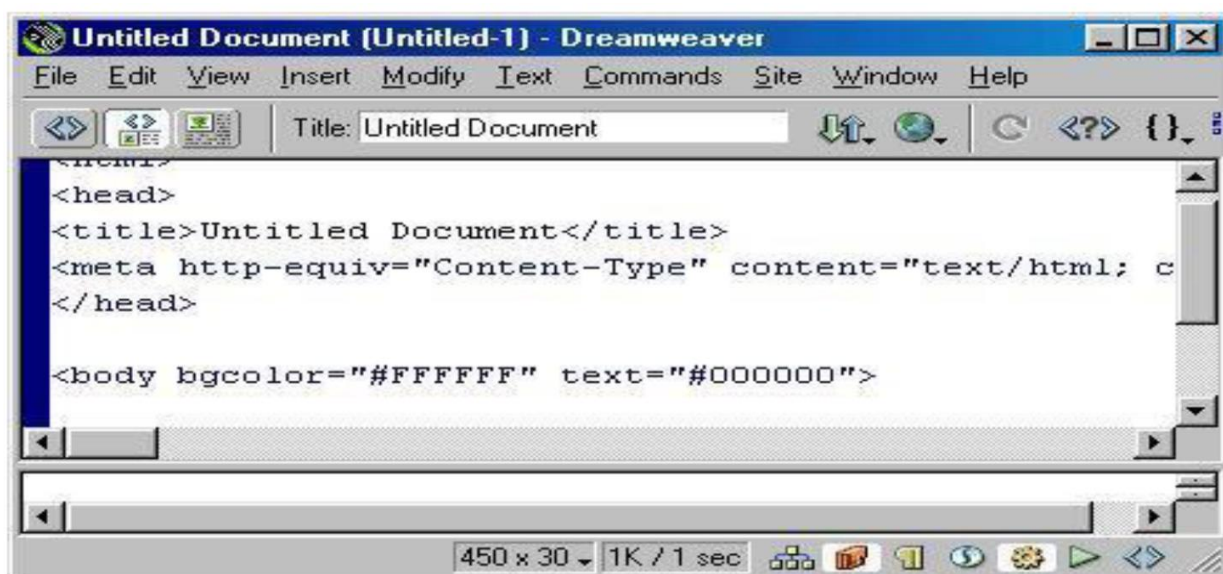 Untitled Document (Untitled-1) - Dreamweaver
File Edit View Insert Modify Text Commands Site Window Help
Title: Untitled Document
<html>
<head>
<title>Untitled Document</title>
<meta http-equiv="Content-Type" content="text/html; c
</head>
<body bgcolor="#FFFFFF" text="#000000">
450 x 30 1K / 1 sec